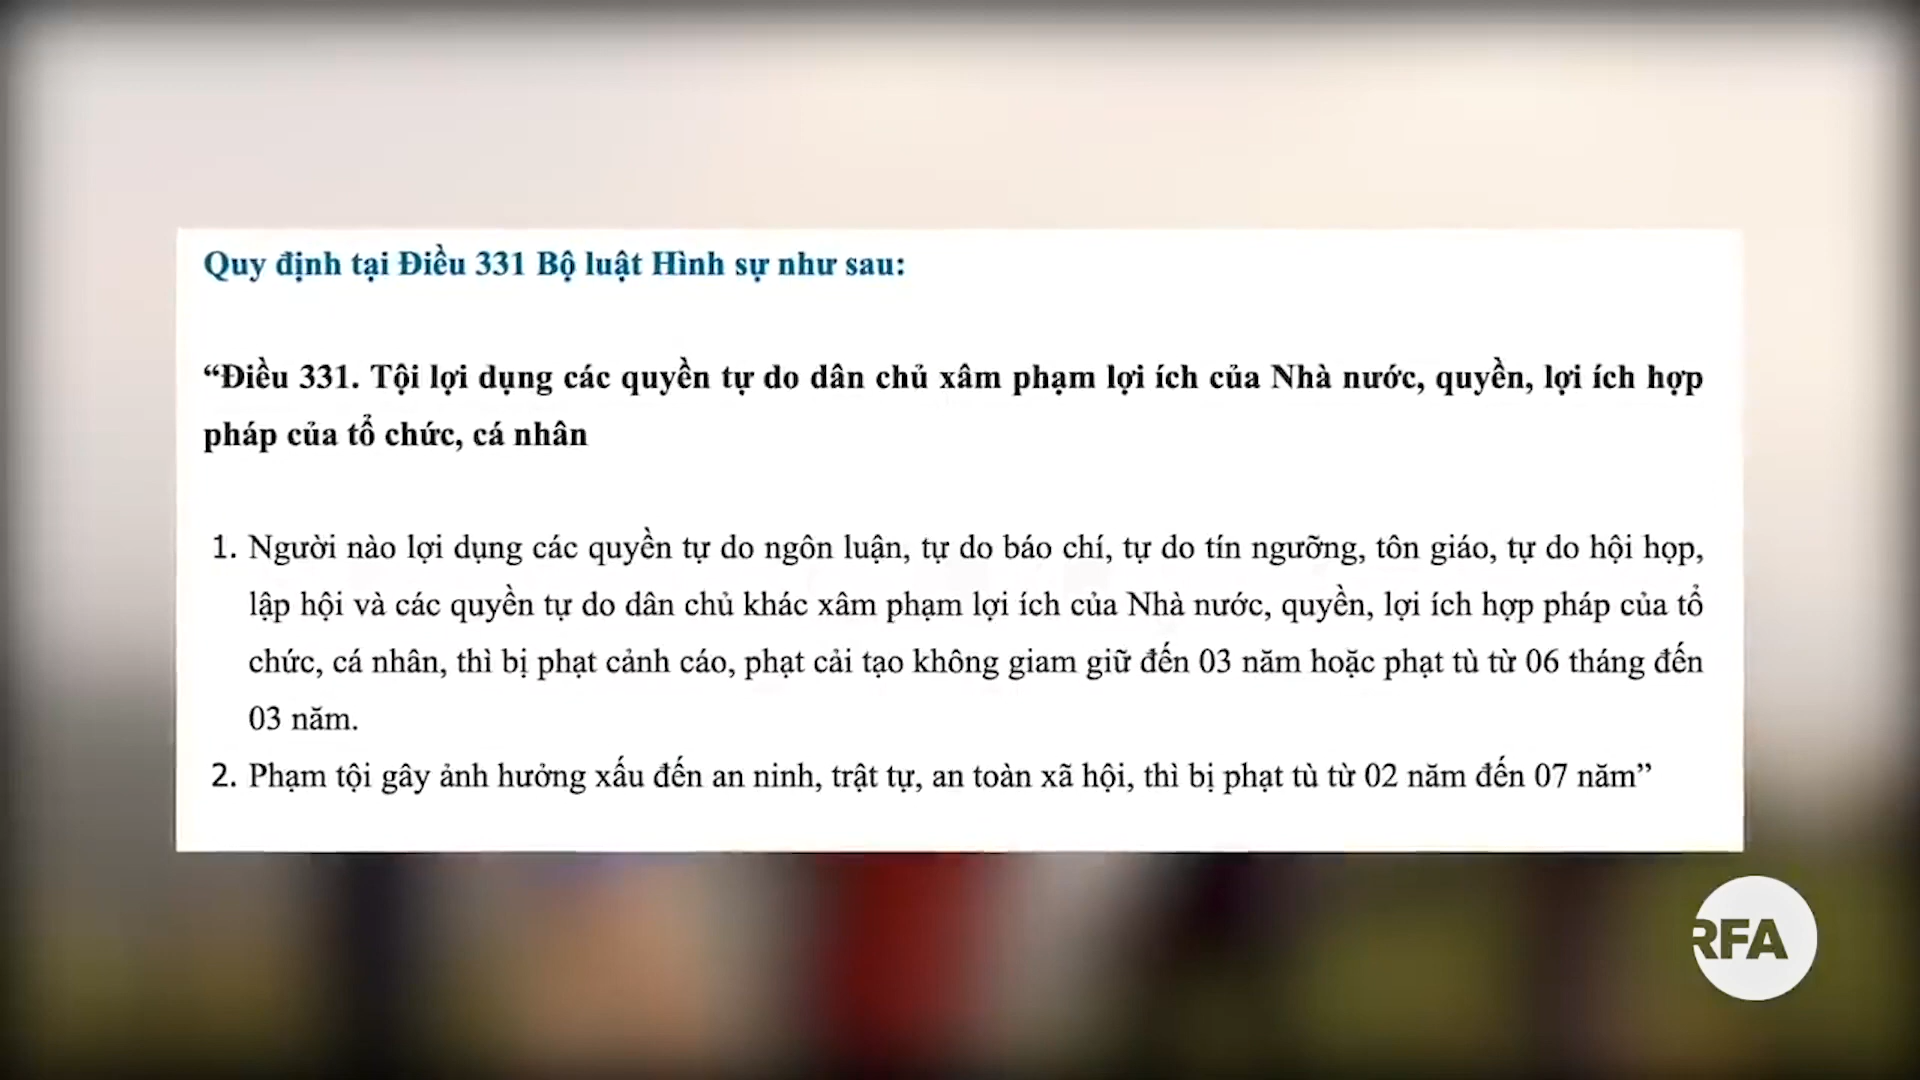 Quy định tại Điều 331 Bộ luật Hình sự như sau:
“Điều 331. Tội lợi dụng các quyền tự do dân chủ xâm phạm lợi ích của Nhà nước, quyền, lợi ích hợp
pháp của tổ chức, cá nhân
1. Người nào lợi dụng các quyền tự do ngôn luận, tự do báo chí, tự do tín ngưỡng, tôn giáo, tự do hội họp,
lập hội và các quyền tự do dân chủ khác xâm phạm lợi ích của Nhà nước, quyền, lợi ích hợp pháp của tổ
chức, cá nhân, thì bị phạt cảnh cáo, phạt cải tạo không giam giữ đến 03 năm hoặc phạt tù từ 06 tháng đến
03 năm.
2. Phạm tội gây ảnh hưởng xấu đến an ninh, trật tự, an toàn xã hội, thì bị phạt tù từ 02 năm đến 07 năm”
RFA